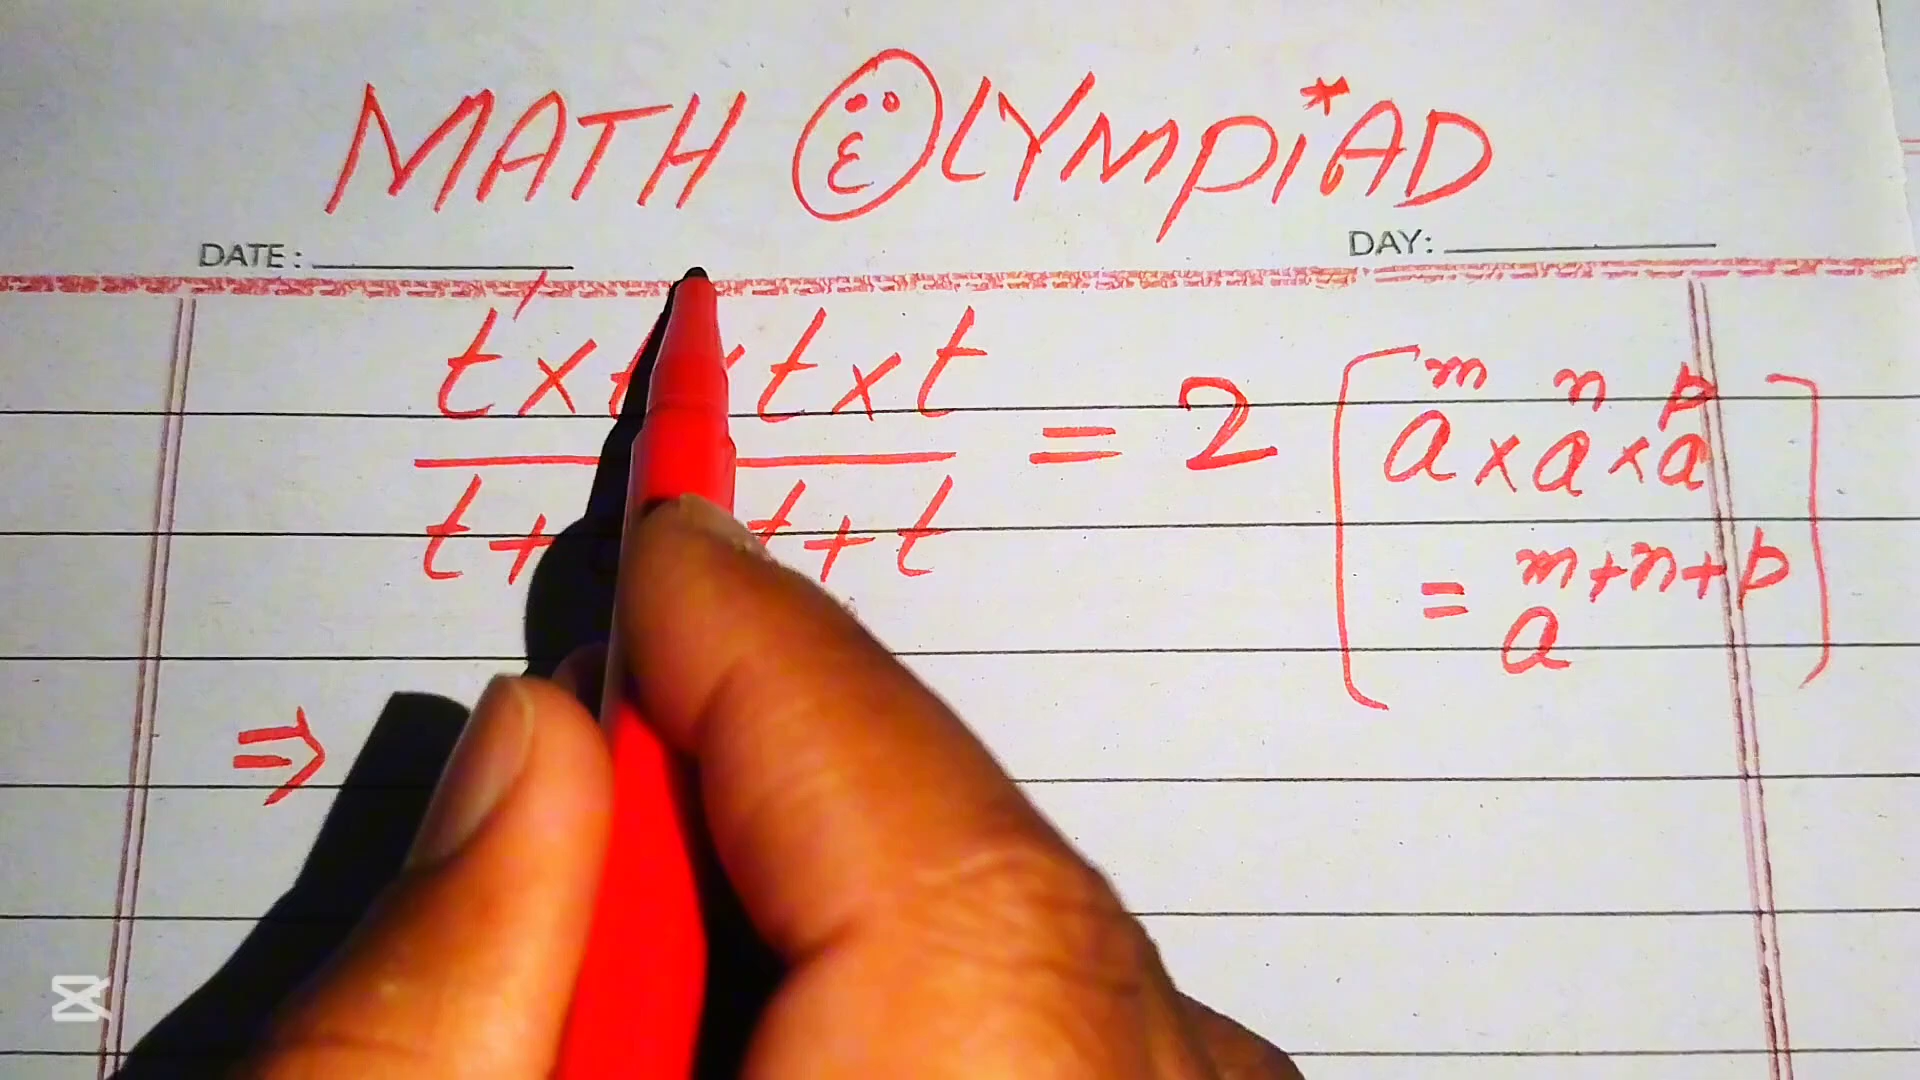 MATH OLYMPiAD
DATE: DAY:
t' × t × t × t
t + t + t = 2
[a^m × a^n × a^p
= a^m+n+p]
⇒